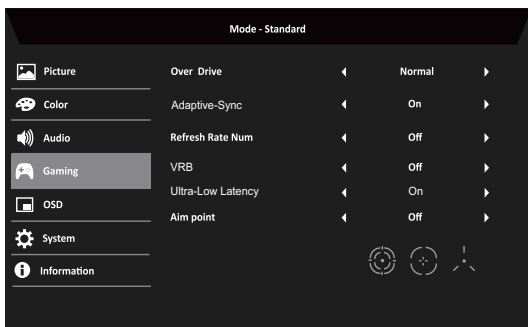 Mode - Standard
Picture
Color
Audio
Gaming
OSD
System
Information
Over Drive Normal
Adaptive-Sync On
Refresh Rate Num Off
VRB Off
Ultra-Low Latency On
Aim point Off